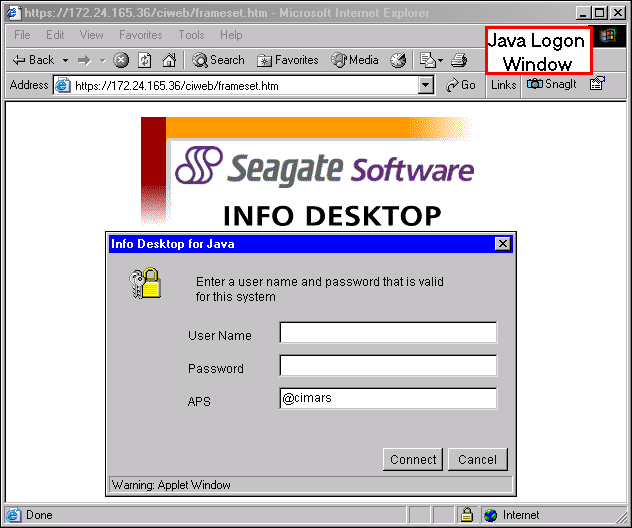 https://172.24.165.36/ciweb/frameset.htm - Microsoft Internet Explorer
File Edit View Favorites Tools Help
Java Logon
Window
Back Search Favorites Media
Address https://172.24.165.36/ciweb/frameset.htm Go Links SnagIt
Seagate Software
INFO DESKTOP
Info Desktop for Java
Enter a user name and password that is valid
for this system
User Name
Password
APS @cimars
Connect Cancel
Warning: Applet Window
Done Internet